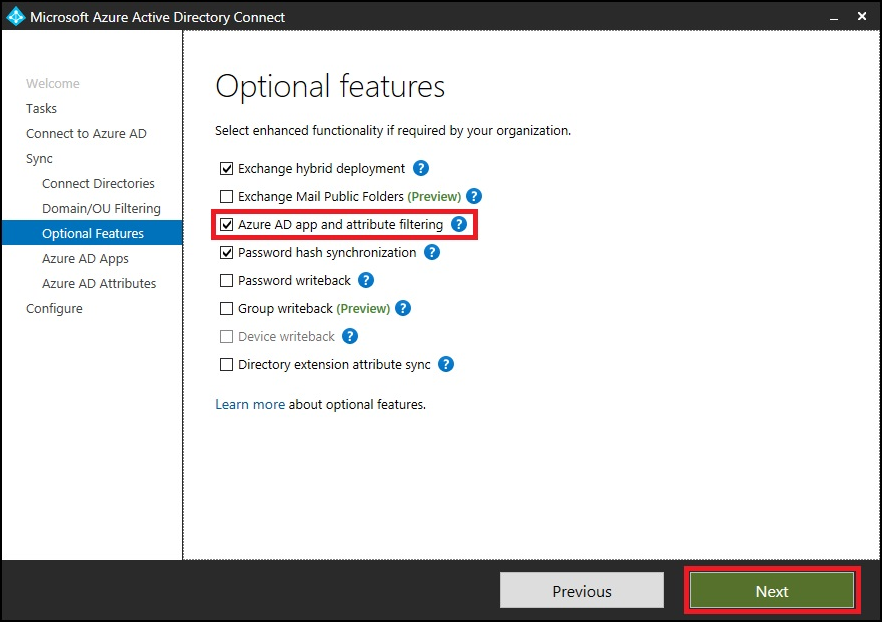 Microsoft Azure Active Directory Connect
Welcome
Tasks
Connect to Azure AD
Sync
Connect Directories
Domain/OU Filtering
Optional Features
Azure AD Apps
Azure AD Attributes
Configure
Optional features
Select enhanced functionality if required by your organization.
Exchange hybrid deployment ?
Exchange Mail Public Folders (Preview) ?
Azure AD app and attribute filtering ?
Password hash synchronization ?
Password writeback ?
Group writeback (Preview) ?
Device writeback ?
Directory extension attribute sync ?
Learn more about optional features.
Previous
Next